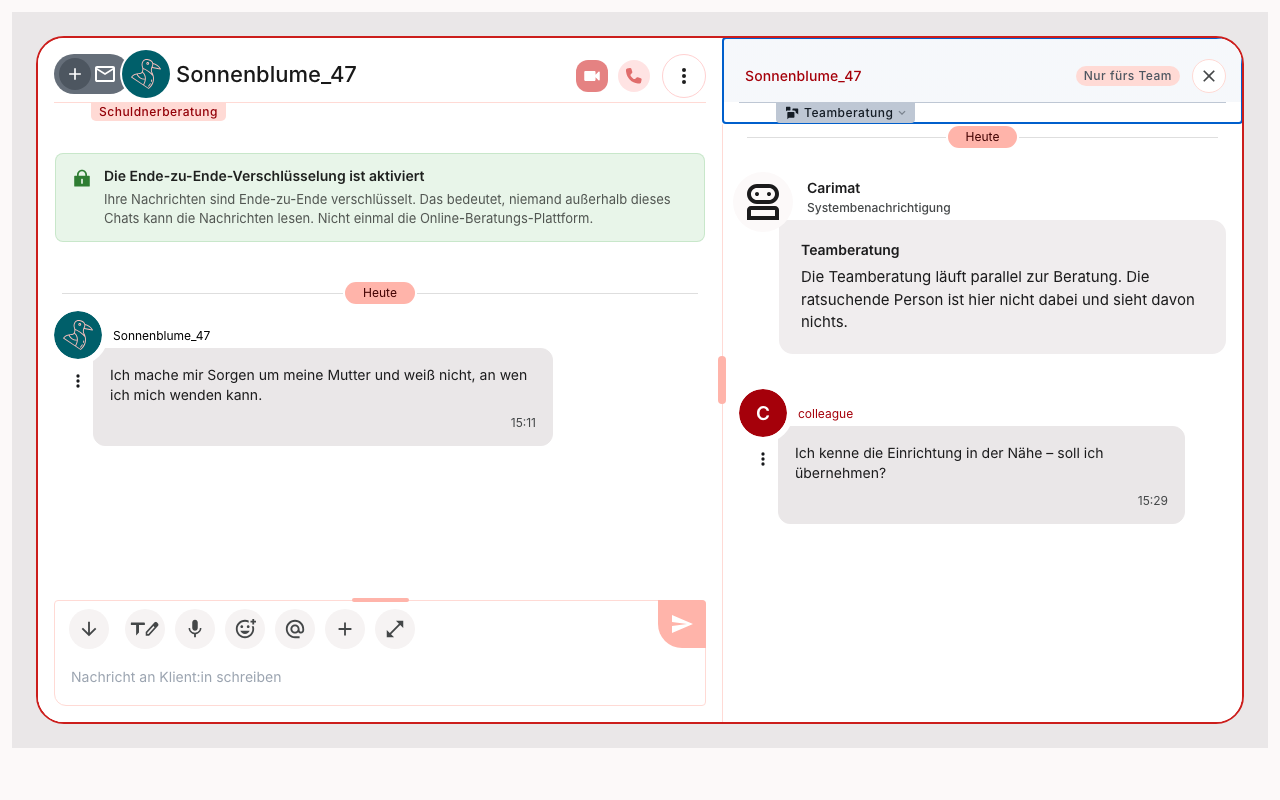 Sonnenblume_47
Schuldnerberatung
Die Ende-zu-Ende-Verschlüsselung ist aktiviert
Ihre Nachrichten sind Ende-zu-Ende verschlüsselt. Das bedeutet, niemand außerhalb dieses
Chats kann die Nachrichten lesen. Nicht einmal die Online-Beratungs-Plattform.
Heute
Sonnenblume_47
Ich mache mir Sorgen um meine Mutter und weiß nicht, an wen
ich mich wenden kann.
15:11
Nachricht an Klient:in schreiben
Sonnenblume_47
Nur fürs Team
Teamberatung
Heute
Carimat
Systembenachrichtigung
Teamberatung
Die Teamberatung läuft parallel zur Beratung. Die
ratsuchende Person ist hier nicht dabei und sieht davon
nichts.
C
colleague
Ich kenne die Einrichtung in der Nähe – soll ich
übernehmen?
15:29